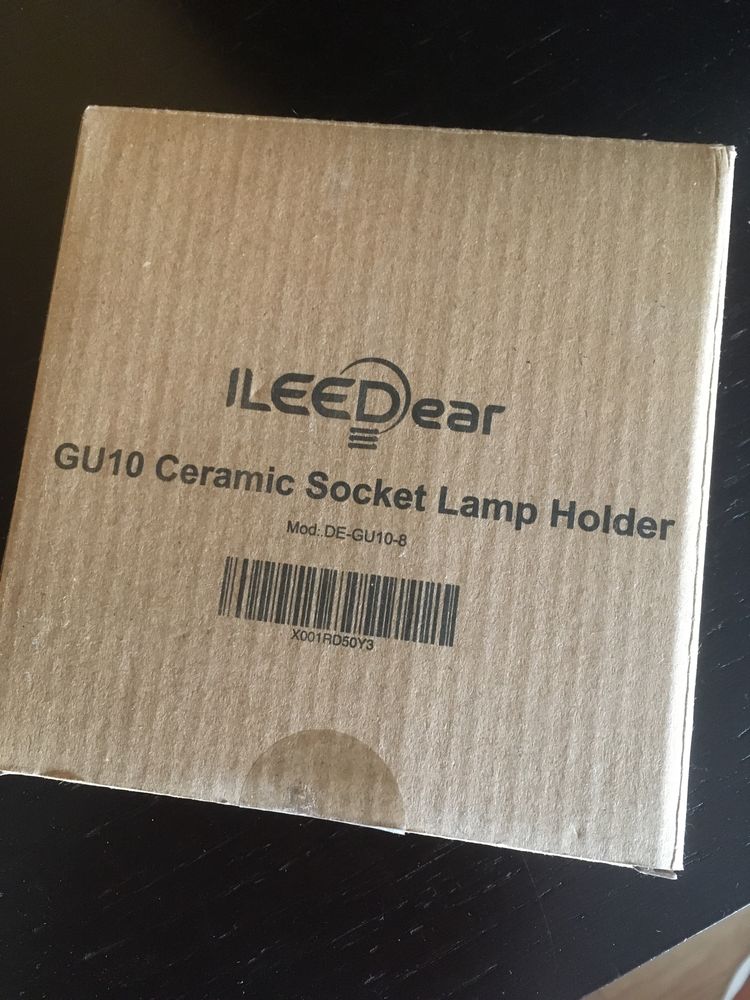 ILEEDear
GU10 Ceramic Socket Lamp Holder
Mod:.DE-GU10-8
X001RD50Y3